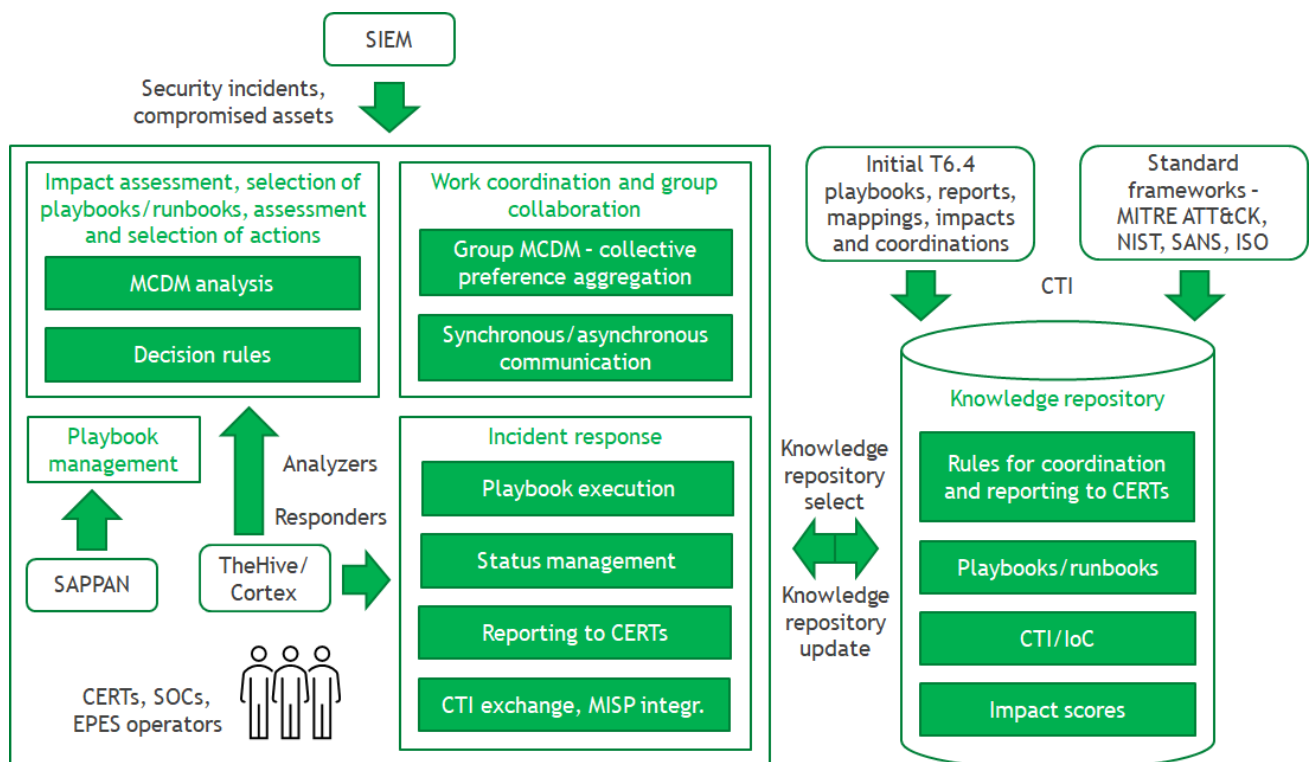 SIEM
Security incidents,
compromised assets
Impact assessment, selection of
playbooks/runbooks, assessment
and selection of actions
MCDM analysis
Decision rules
Work coordination and group
collaboration
Group MCDM – collective
preference aggregation
Synchronous/asynchronous
communication
Playbook
management
Analyzers
Responders
SAPPAN
TheHive/
Cortex
CERTs, SOCs,
EPES operators
Incident response
Playbook execution
Status management
Reporting to CERTs
CTI exchange, MISP integr.
Knowledge
repository
select
Knowledge
repository
update
Initial T6.4
playbooks, reports,
mappings, impacts
and coordinations
Standard
frameworks –
MITRE ATT&CK,
NIST, SANS, ISO
CTI
Knowledge repository
Rules for coordination
and reporting to CERTs
Playbooks/runbooks
CTI/IoC
Impact scores